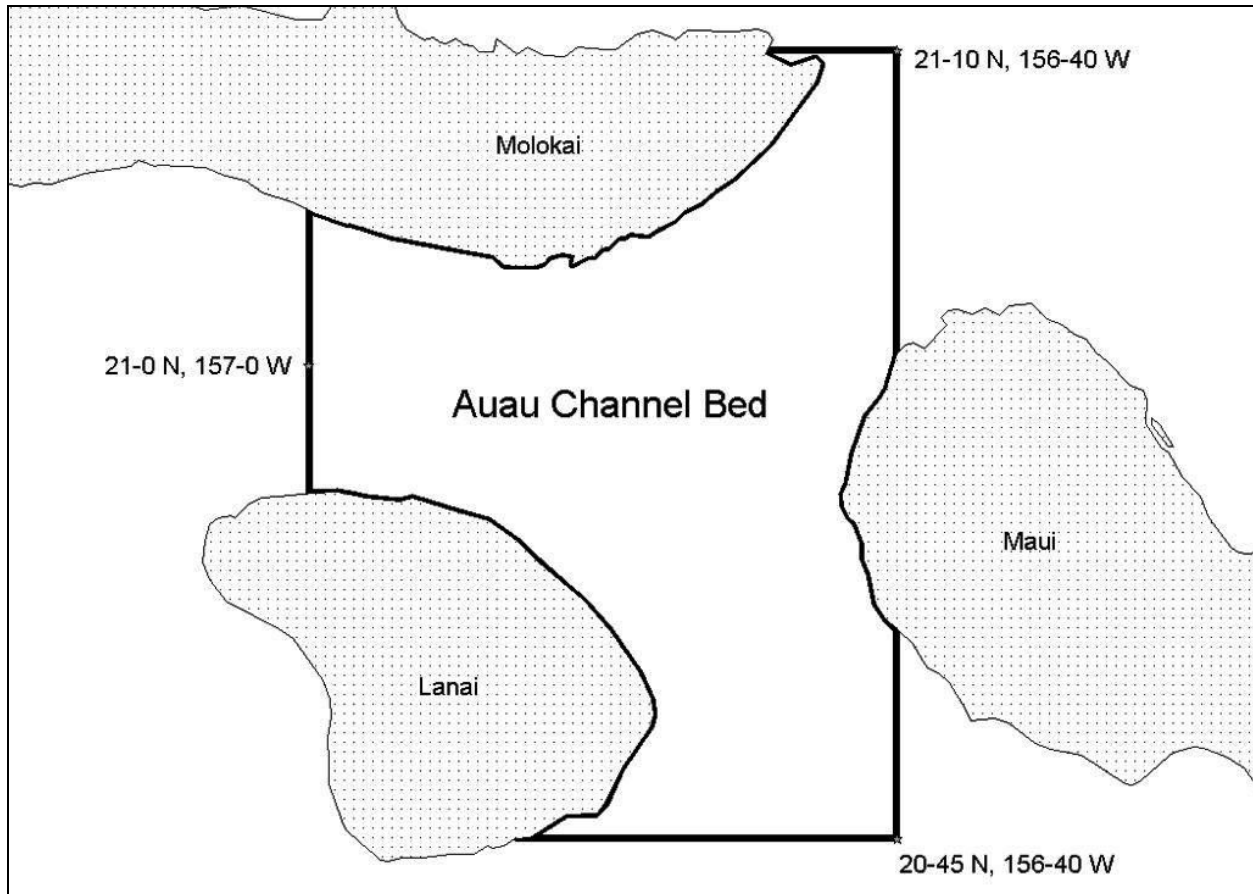 21-10 N, 156-40 W
Molokai
21-0 N, 157-0 W
Auau Channel Bed
Maui
Lanai
20-45 N, 156-40 W